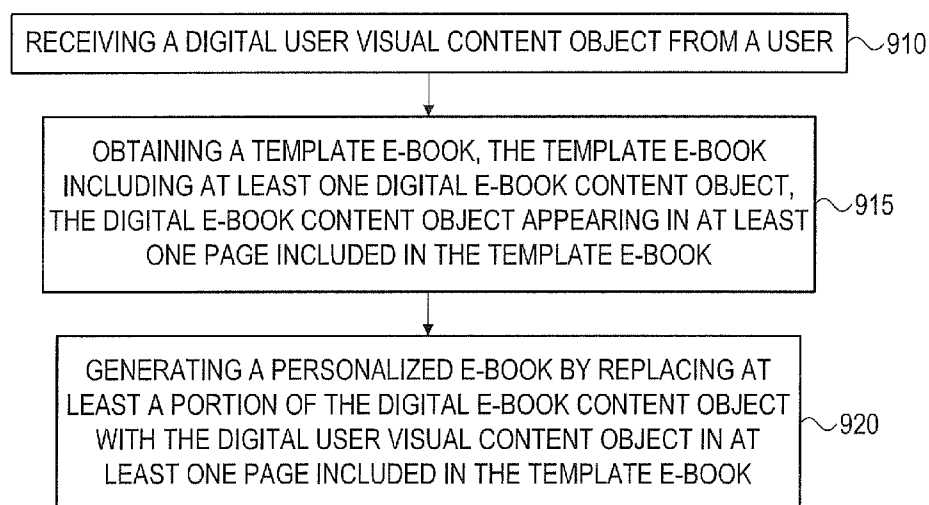 RECEIVING A DIGITAL USER VISUAL CONTENT OBJECT FROM A USER 910
OBTAINING A TEMPLATE E-BOOK, THE TEMPLATE E-BOOK
INCLUDING AT LEAST ONE DIGITAL E-BOOK CONTENT OBJECT,
THE DIGITAL E-BOOK CONTENT OBJECT APPEARING IN AT LEAST
ONE PAGE INCLUDED IN THE TEMPLATE E-BOOK
915
GENERATING A PERSONALIZED E-BOOK BY REPLACING AT
LEAST A PORTION OF THE DIGITAL E-BOOK CONTENT OBJECT
WITH THE DIGITAL USER VISUAL CONTENT OBJECT IN AT
LEAST ONE PAGE INCLUDED IN THE TEMPLATE E-BOOK
920